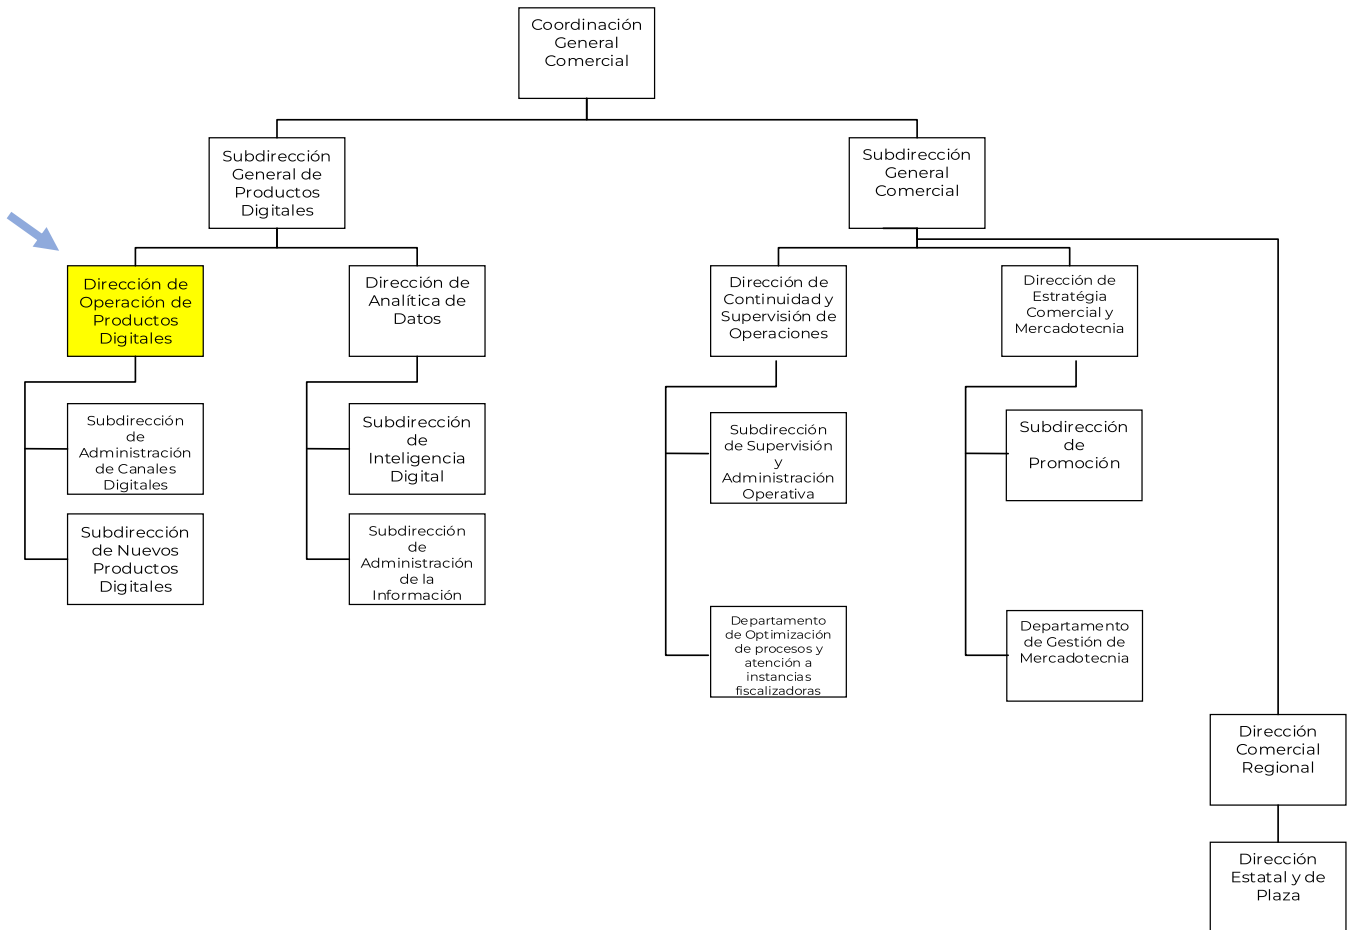 Coordinación
General
Comercial
Subdirección
General de
Productos
Digitales
Subdirección
General
Comercial
Dirección de
Operación de
Productos
Digitales
Dirección de
Analítica de
Datos
Dirección de
Continuidad y
Supervisión de
Operaciones
Dirección de
Estratégia
Comercial y
Mercadotecnia
Subdirección
de
Administración
de Canales
Digitales
Subdirección
de
Inteligencia
Digital
Subdirección
de Supervisión
y
Administración
Operativa
Subdirección
de
Promoción
Subdirección
de Nuevos
Productos
Digitales
Subdirección
de
Administración
de la
Información
Departamento
de Optimización
de procesos y
atención a
instancias
fiscalizadoras
Departamento
de Gestión de
Mercadotecnia
Dirección
Comercial
Regional
Dirección
Estatal y de
Plaza